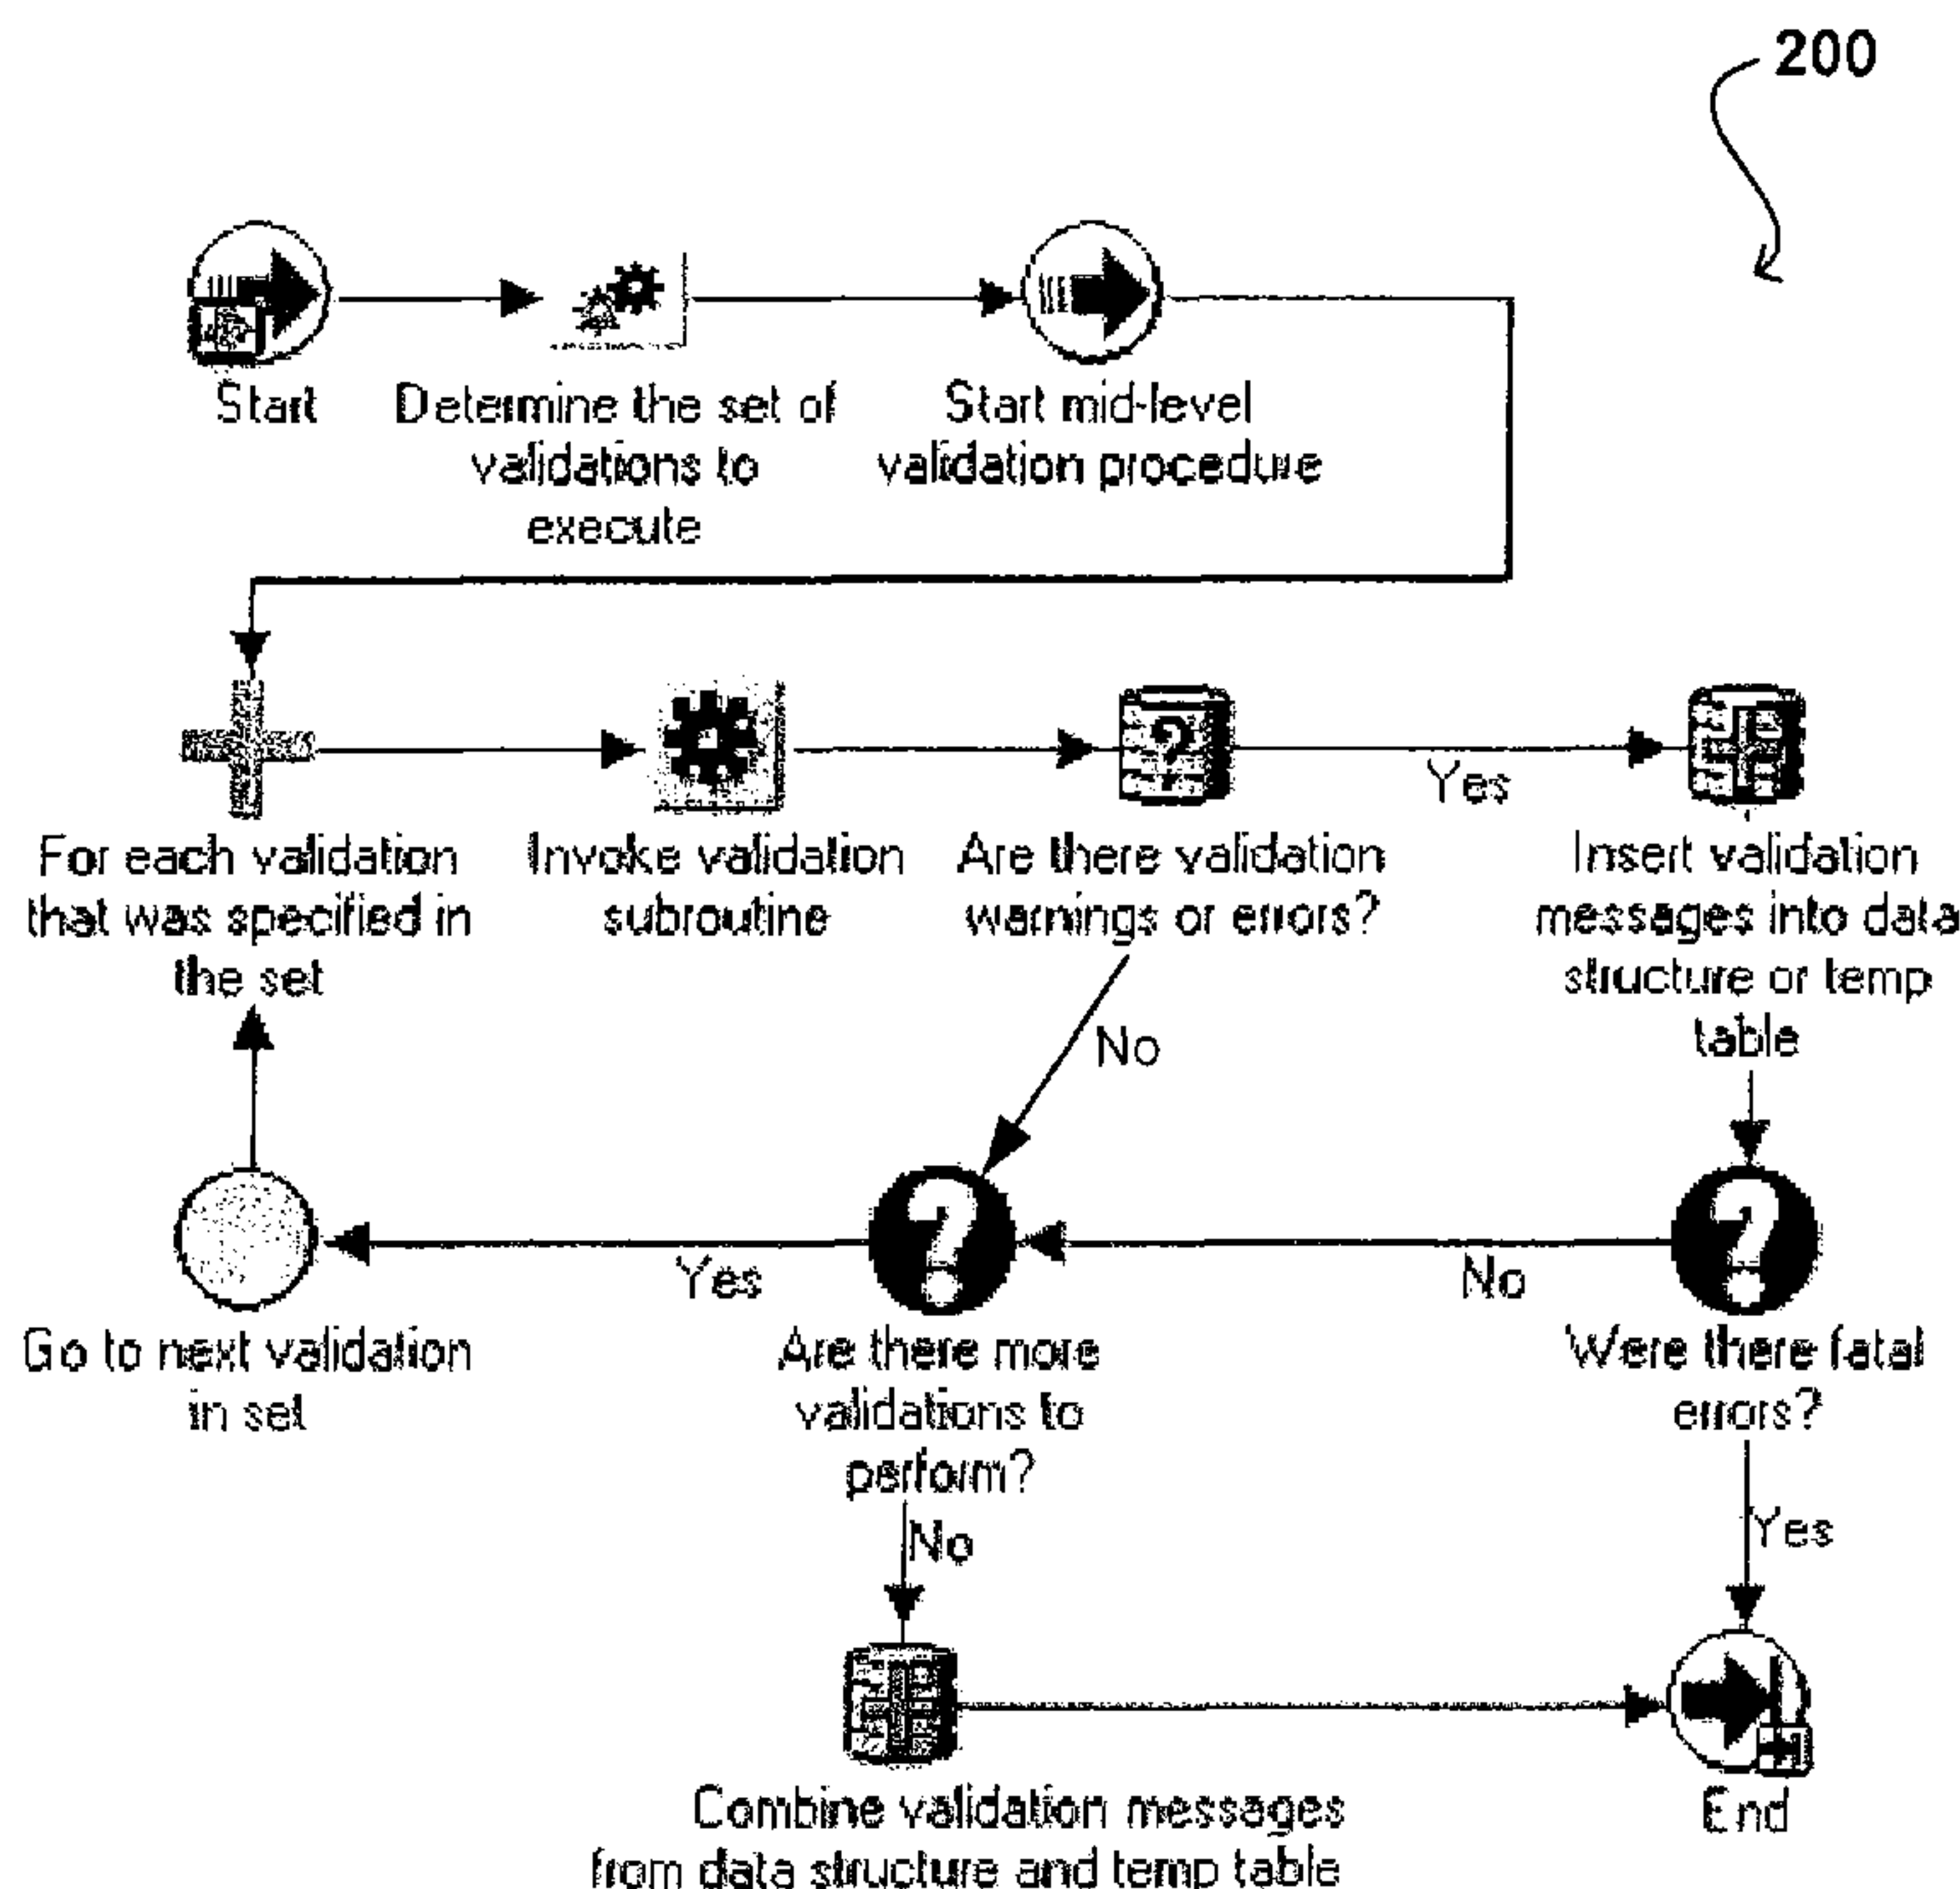 200
Start
Determine the set of
validations to
execute
Start mid-level
validation procedure
For each validation
that was specified in
the set
Invoke validation
subroutine
Are there validation
warnings or errors?
Yes
Insert validation
messages into data
structure or temp
table
No
Go to next validation
in set
Yes
Are there more
validations to
perform?
No
Were there fatal
errors?
No
Yes
Combine validation messages
from data structure and temp table
End